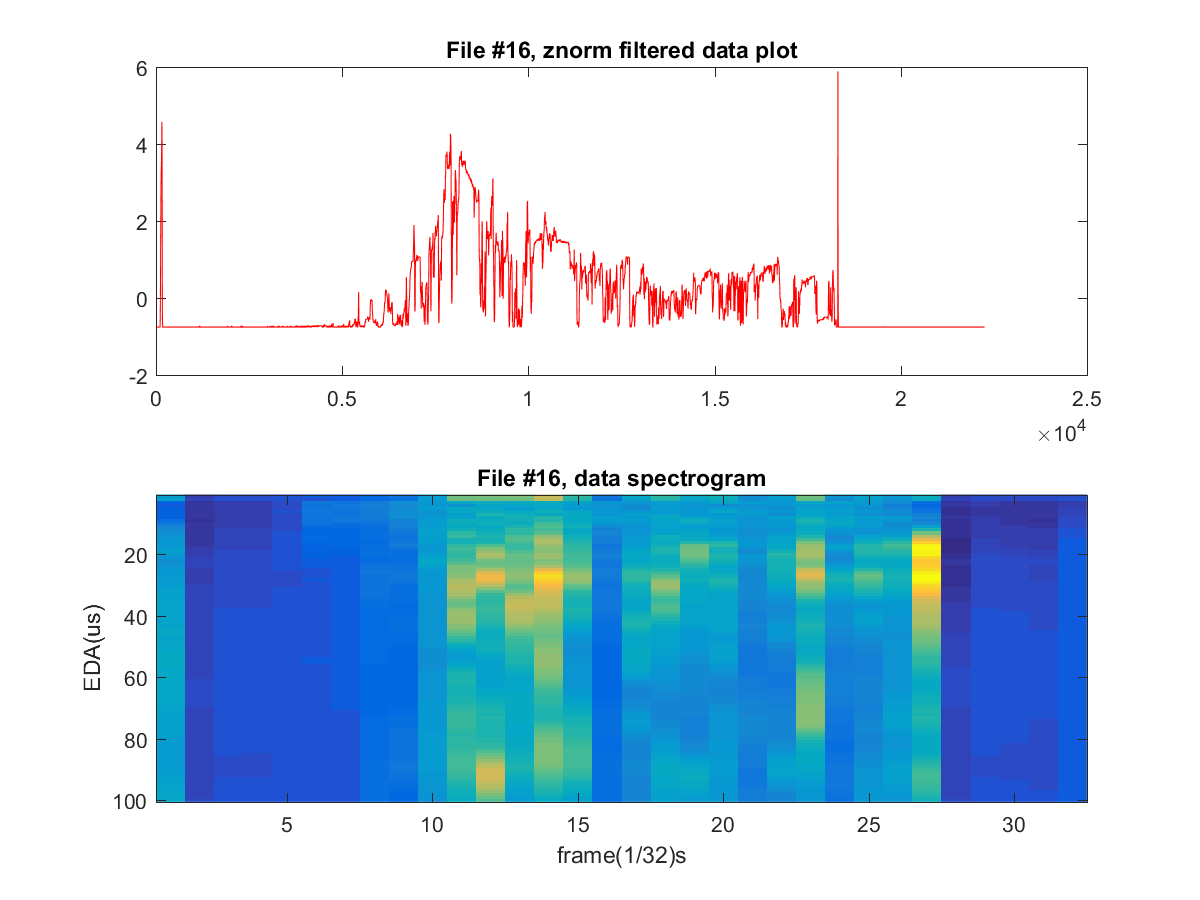 File #16, znorm filtered data plot
6
4
2
0
-2
0 0.5 1 1.5 2 2.5
×10^4
File #16, data spectrogram
20
40
60
80
100
EDA(us)
5 10 15 20 25 30
frame(1/32)s